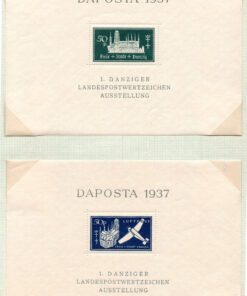 DAPOSTA 1937
50 P
Freie Stadt Danzig
1. DANZIGER
LANDESPOSTWERTZEICHEN
AUSSTELLUNG
DAPOSTA 1937
LUFTPOST
50 P
1. DANZIGER
LANDESPOSTWERTZEICHEN
AUSSTELLUNG